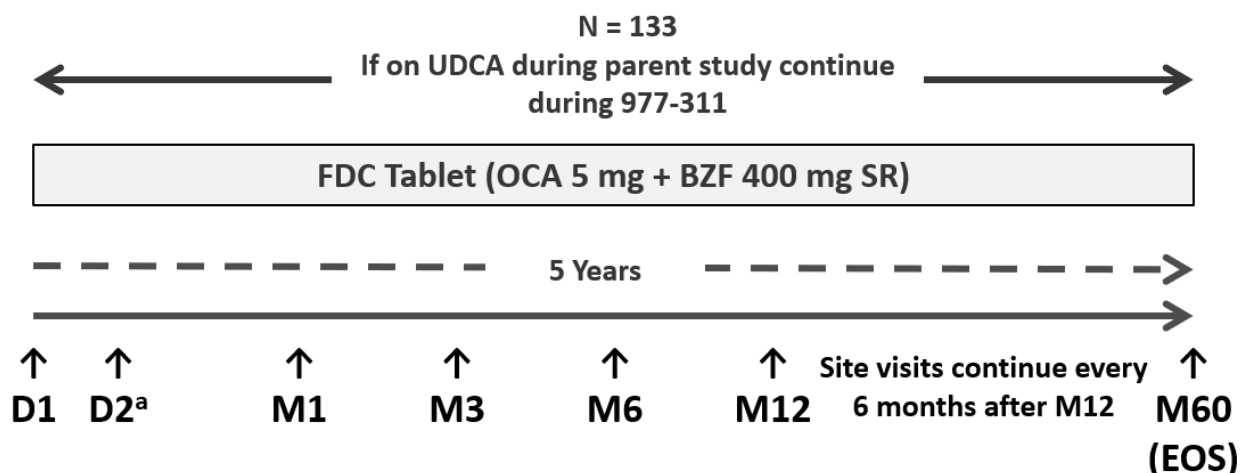 N = 133
If on UDCA during parent study continue
during 977-311
FDC Tablet (OCA 5 mg + BZF 400 mg SR)
5 Years
D1
D2ᵃ
M1
M3
M6
M12
Site visits continue every
6 months after M12
M60
(EOS)